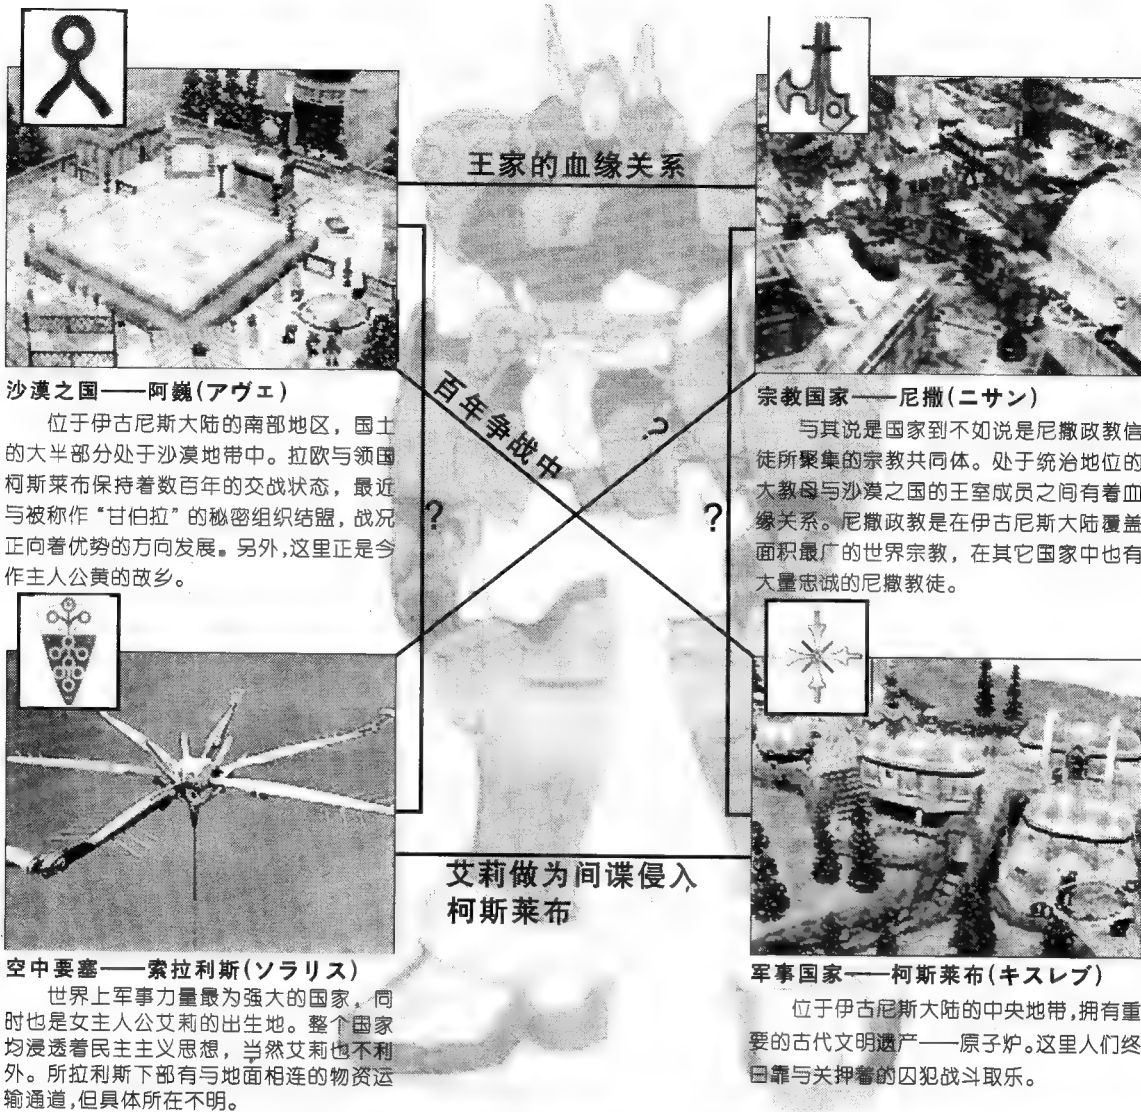 王家的血缘关系
沙漠之国——阿巍(アヴェ)
位于伊古尼斯大陆的南部地区，国土
的大半部分处于沙漠地带中。拉欧与领国
柯斯莱布保持着数百年的交战状态，最近
与被称作“甘伯拉”的秘密组织结盟，战况
正向着优势的方向发展。另外,这里正是今
作主人公黄的故乡。
百年争战中
?
?
?
宗教国家——尼撒(ニサン)
与其说是国家到不如说是尼撒政教信
徒所聚集的宗教共同体。处于统治地位的
大教母与沙漠之国的王室成员之间有着血
缘关系。尼撒政教是在伊古尼斯大陆覆盖
面积最广的世界宗教，在其它国家中也有
大量忠诚的尼撒教徒。
艾莉做为间谍侵入
柯斯莱布
空中要塞——索拉利斯(ソラリス)
世界上军事力量最为强大的国家，同
时也是女主人公艾莉的出生地。整个国家
均浸透着民主主义思想，当然艾莉也不利
外。所拉利斯下部有与地面相连的物资运
输通道,但具体所在不明。
军事国家——柯斯莱布(キスレブ)
位于伊古尼斯大陆的中央地带,拥有重
要的古代文明遗产——原子炉。这里人们终
日靠与关押着的囚犯战斗取乐。